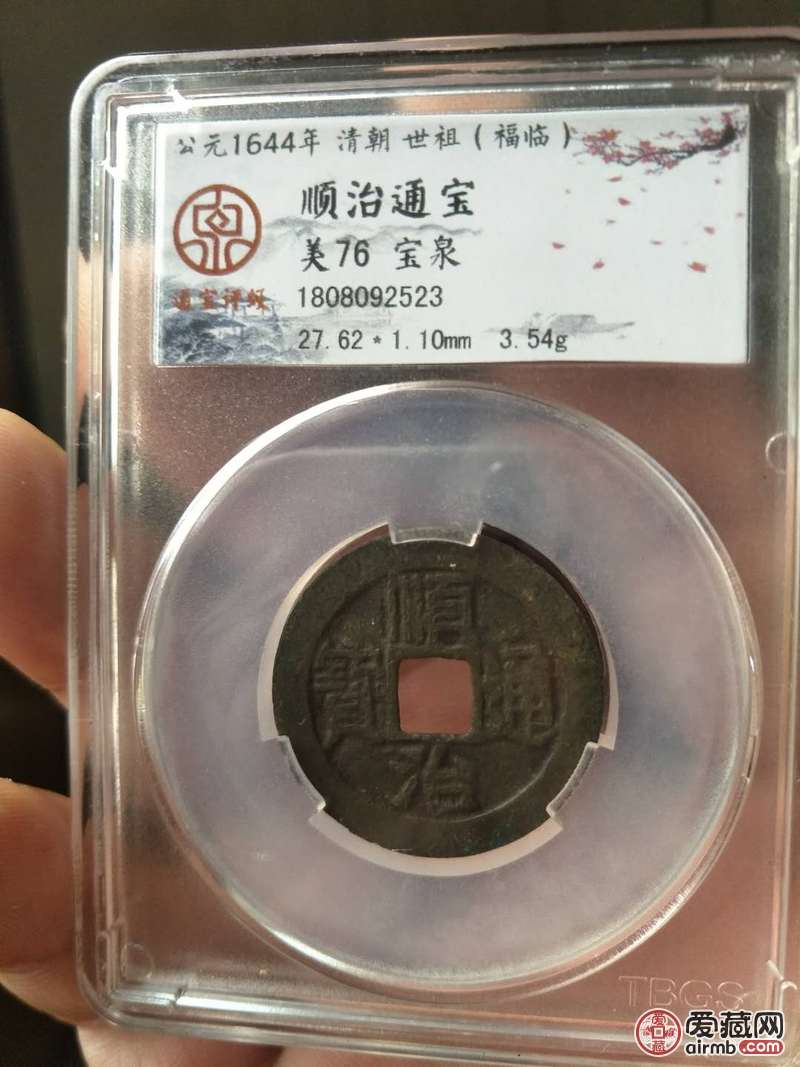 公元1644年 清朝 世祖（福临）
顺治通宝
美76 宝泉
通宝评级
1808092523
27.62*1.10mm 3.54g
順
寶 通
治
TBGS
爱藏网
airmb.com